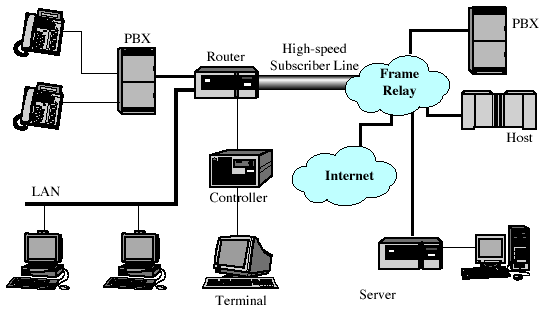 PBX
PBX
Router
High-speed
Subscriber Line
Frame
Relay
Host
Internet
LAN
Controller
Terminal
Server